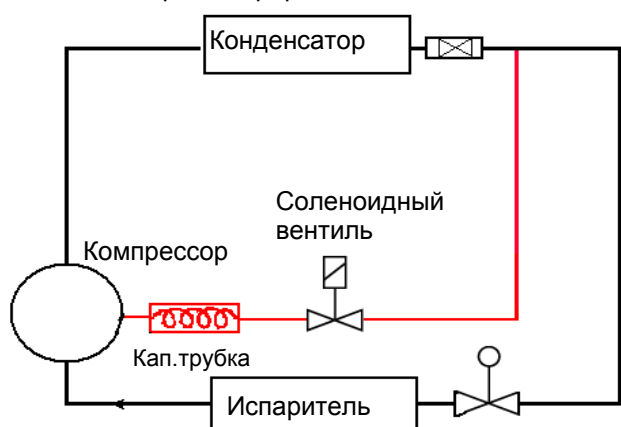 Конденсатор
Соленоидный
вентиль
Компрессор
Кап.трубка
Испаритель